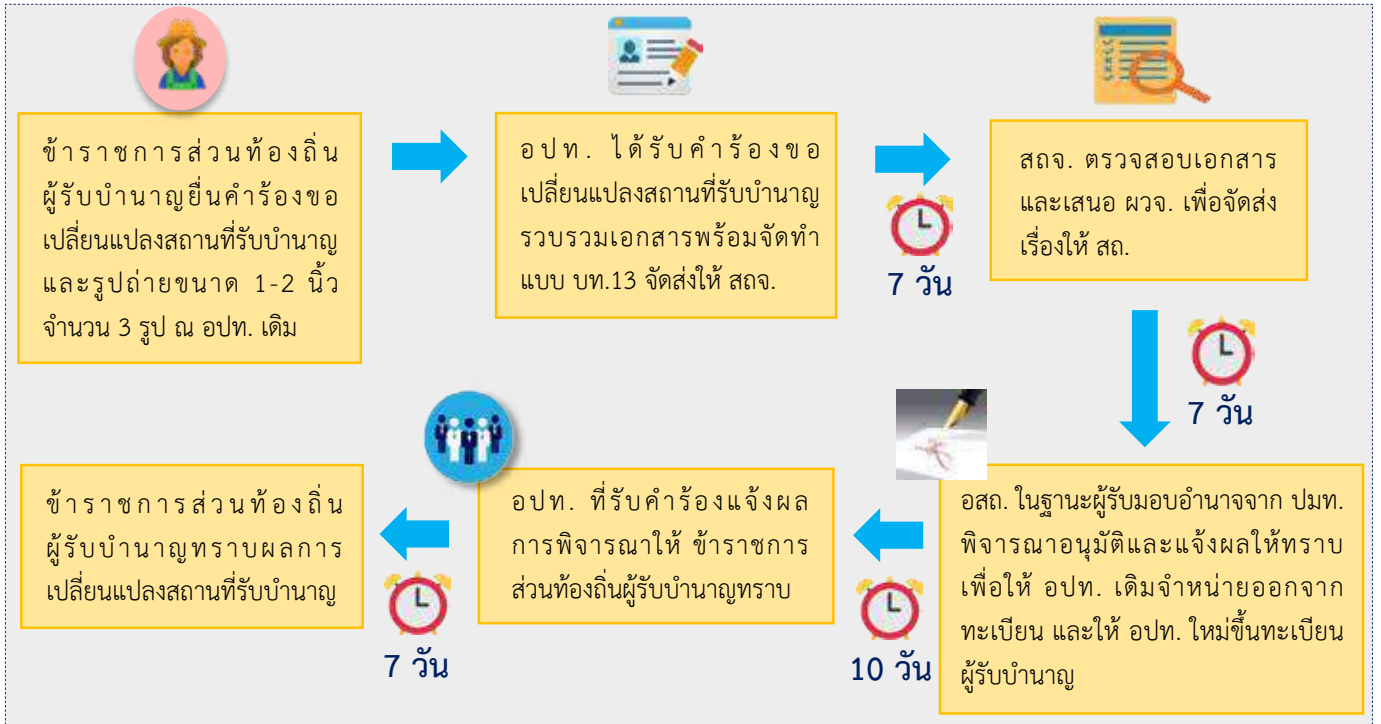 ข้าราชการส่วนท้องถิ่น
ผู้รับบำนาญยื่นคำร้องขอ
เปลี่ยนแปลงสถานที่รับบำนาญ
และรูปถ่ายขนาด 1-2 นิ้ว
จำนวน 3 รูป ณ อปท. เดิม
อปท. ได้รับคำร้องขอ
เปลี่ยนแปลงสถานที่รับบำนาญ
รวบรวมเอกสารพร้อมจัดทำ
แบบ บท.13 จัดส่งให้ สถจ.
7 วัน
สถจ. ตรวจสอบเอกสาร
และเสนอ ผวจ. เพื่อจัดส่ง
เรื่องให้ สถ.
7 วัน
อสถ. ในฐานะผู้รับมอบอำนาจจาก ปมท.
พิจารณาอนุมัติและแจ้งผลให้ทราบ
เพื่อให้ อปท. เดิมจำหน่ายออกจาก
ทะเบียน และให้ อปท. ใหม่ขึ้นทะเบียน
ผู้รับบำนาญ
10 วัน
อปท. ที่รับคำร้องแจ้งผล
การพิจารณาให้ ข้าราชการ
ส่วนท้องถิ่นผู้รับบำนาญทราบ
7 วัน
ข้าราชการส่วนท้องถิ่น
ผู้รับบำนาญทราบผลการ
เปลี่ยนแปลงสถานที่รับบำนาญ